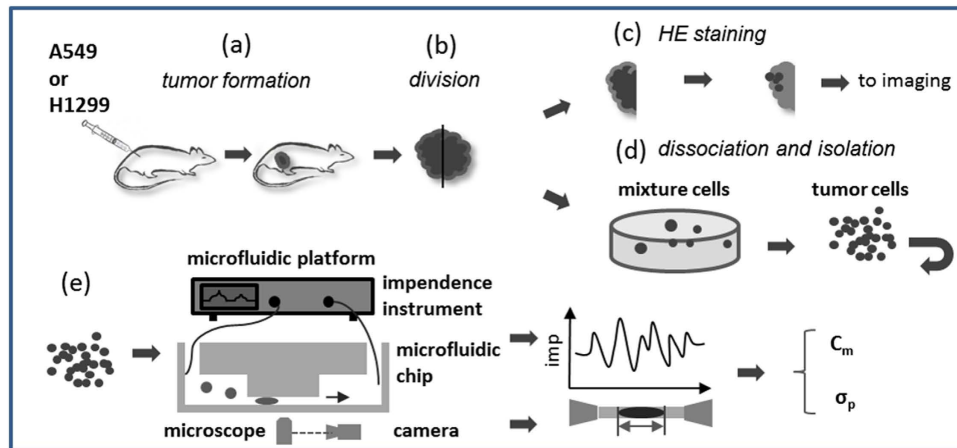 A549
or
H1299
(a)
tumor formation
(b)
division
(c)
HE staining
to imaging
(d)
dissociation and isolation
mixture cells
tumor cells
(e)
microfluidic platform
impendence
instrument
microfluidic
chip
microscope
camera
imp
Cm
σp